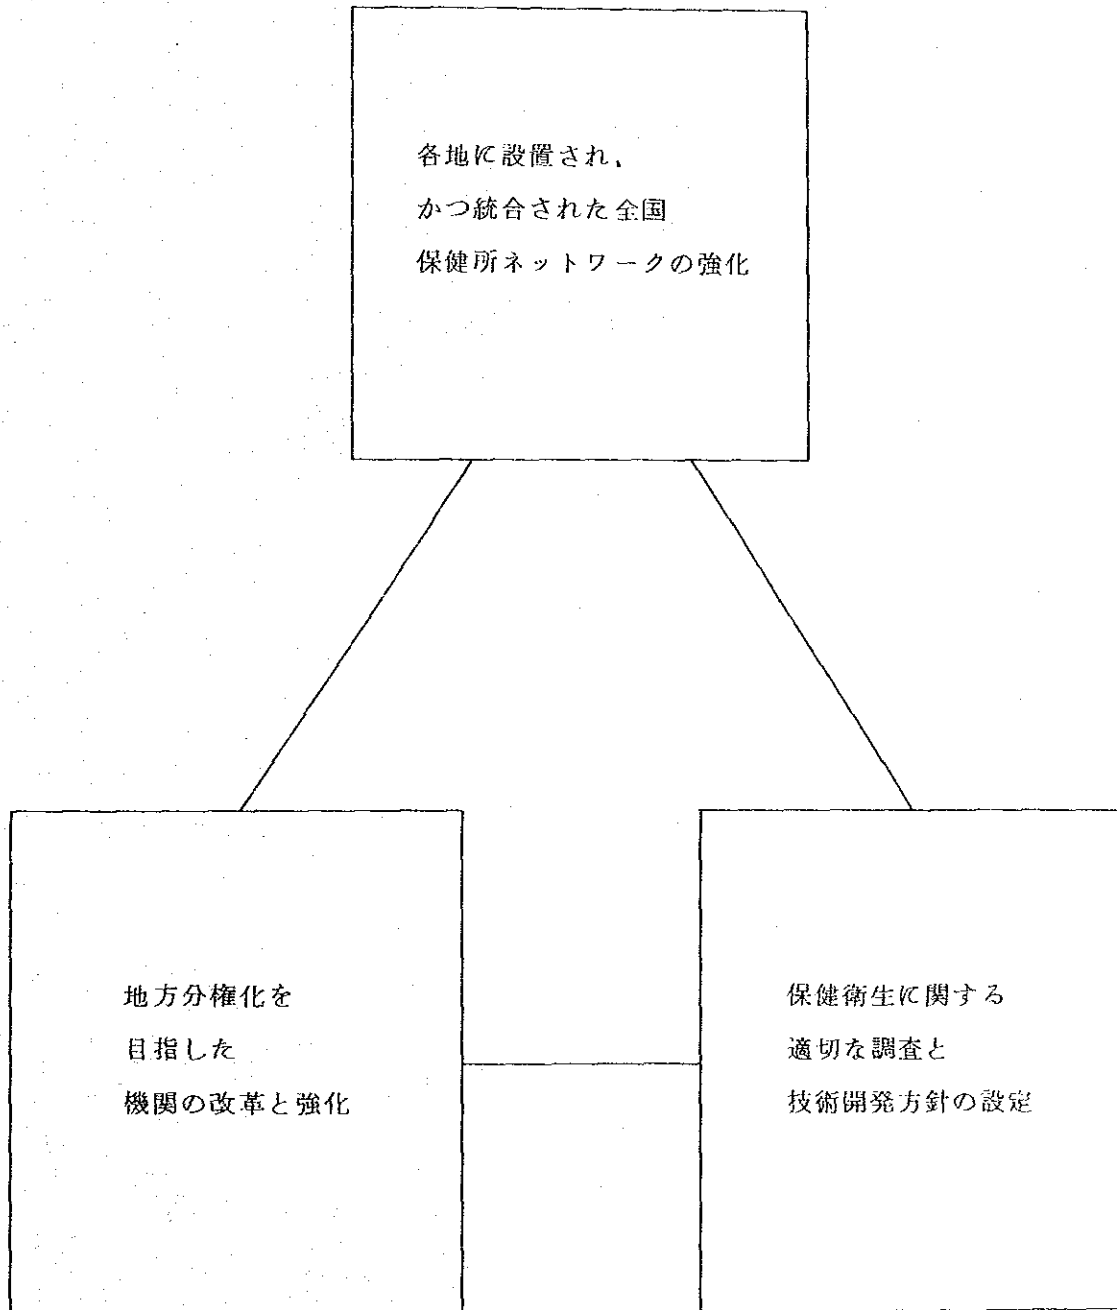 各地に設置され、
かつ統合された全国
保健所ネットワークの強化
地方分権化を
目指した
機関の改革と強化
保健衛生に関する
適切な調査と
技術開発方針の設定